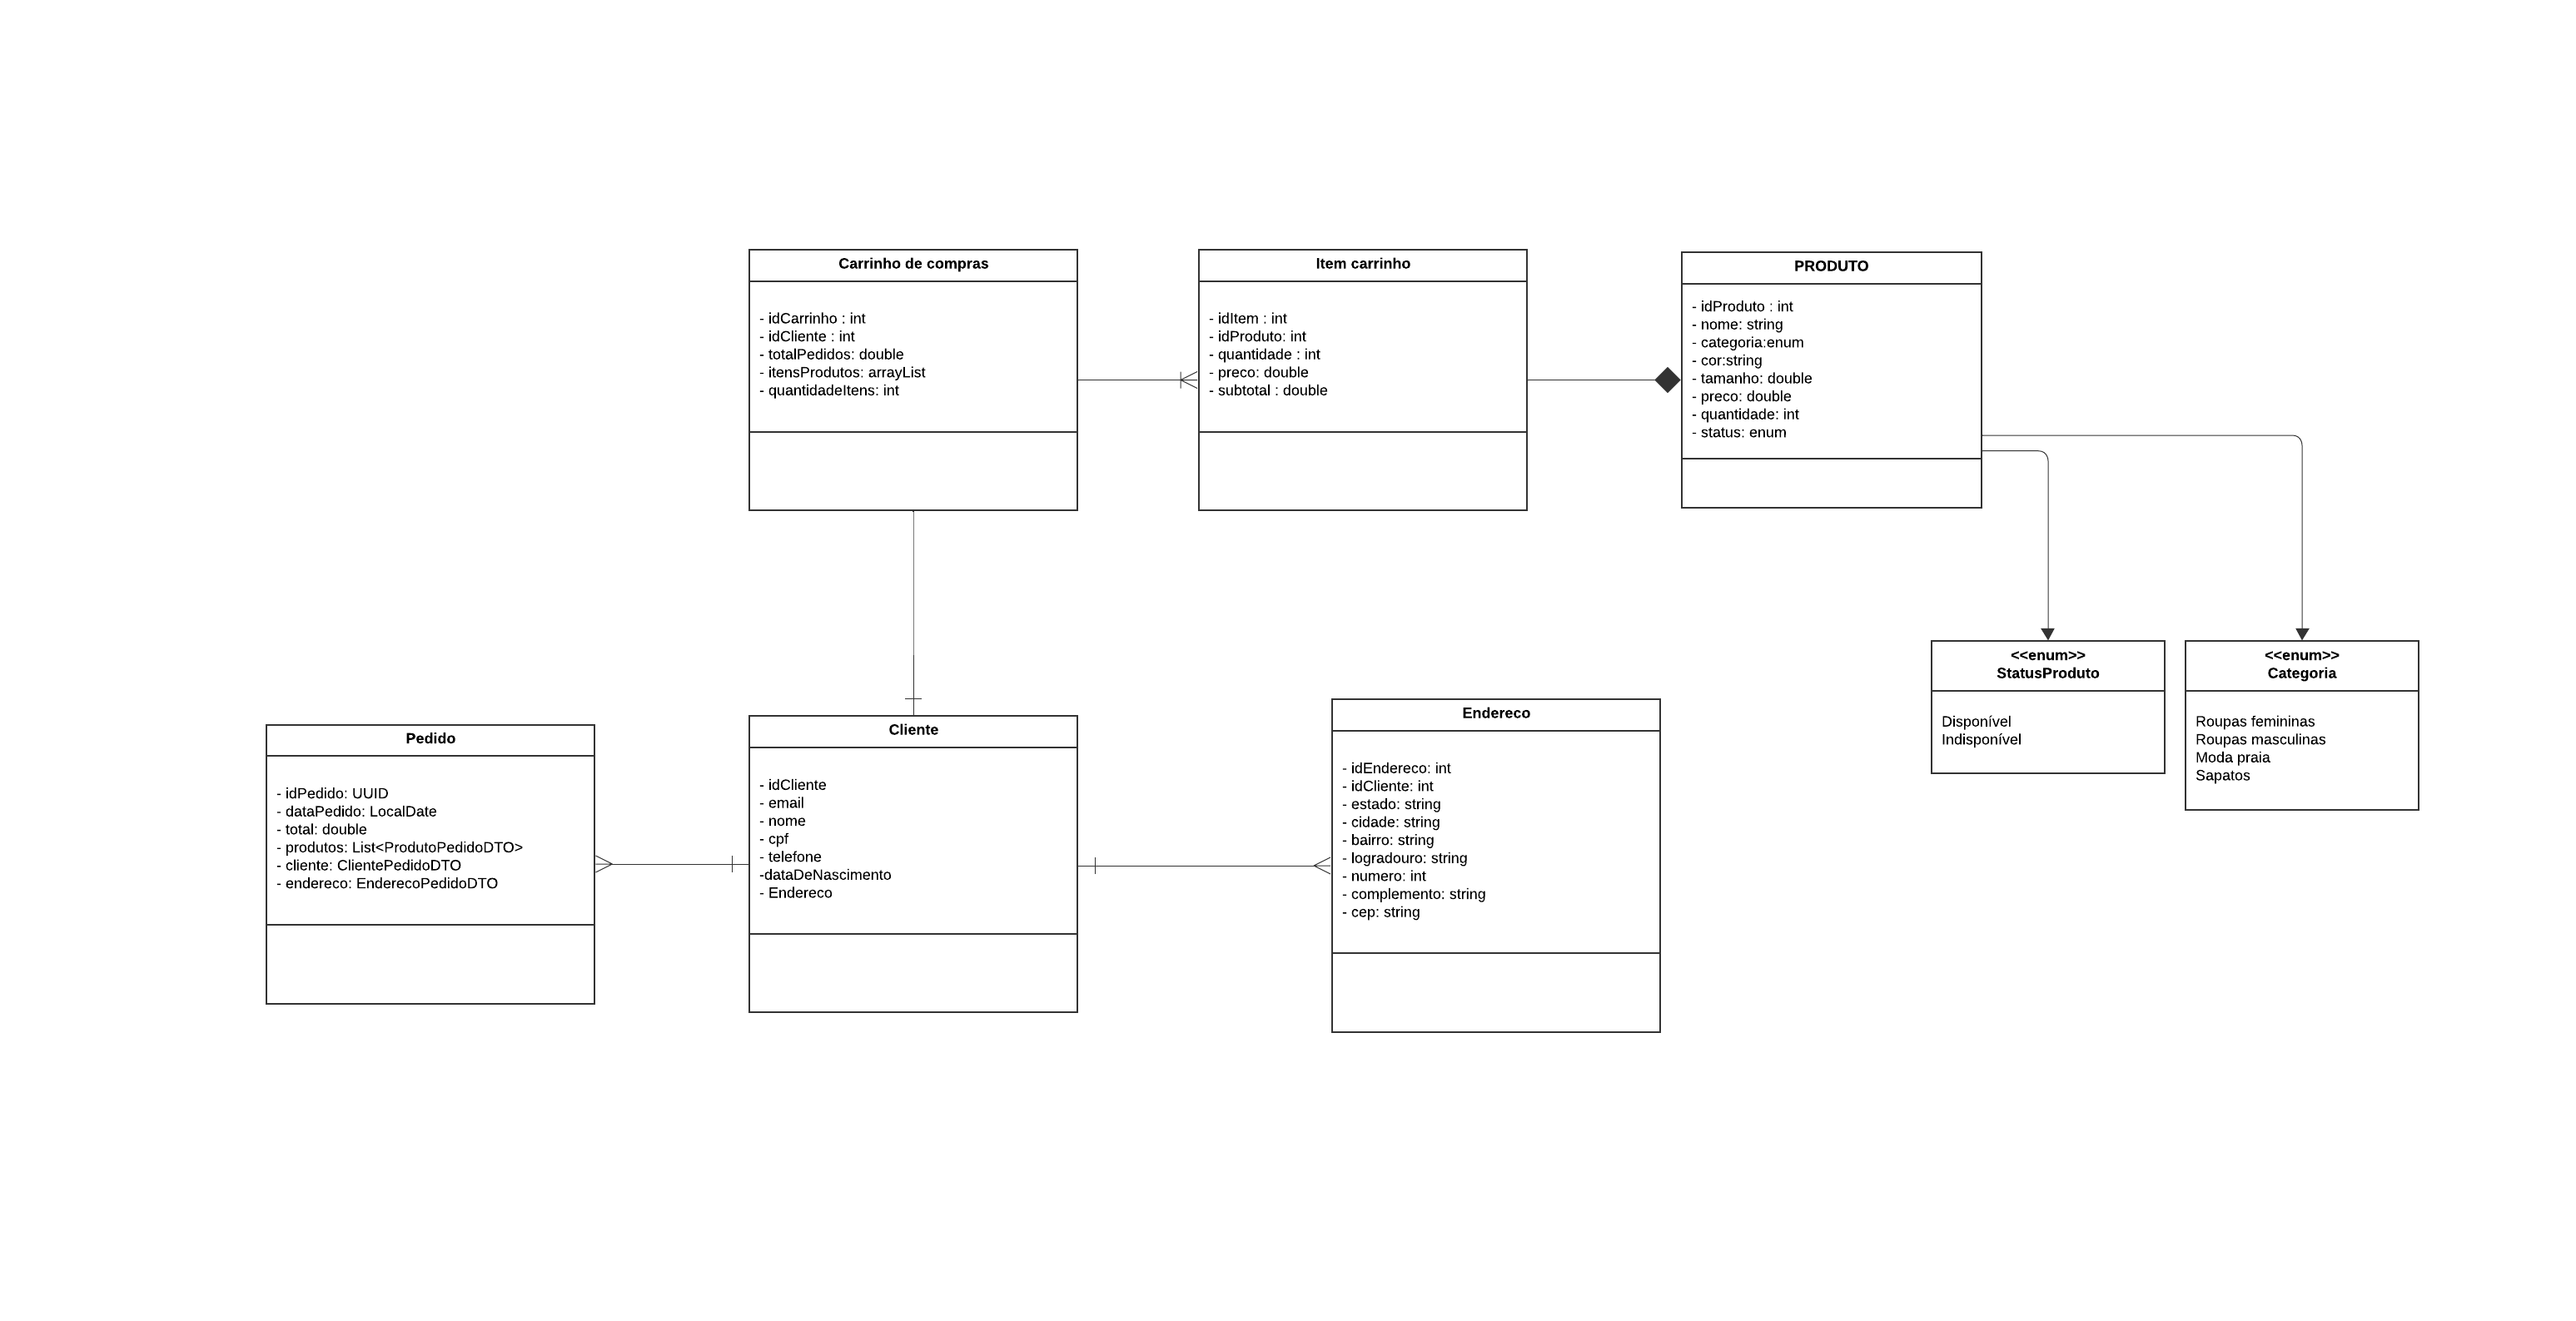 Carrinho de compras
- idCarrinho : int
- idCliente : int
- totalPedidos: double
- itensProdutos: arrayList
- quantidadeItens: int
Item carrinho
- idItem : int
- idProduto: int
- quantidade : int
- preco: double
- subtotal : double
PRODUTO
- idProduto : int
- nome: string
- categoria:enum
- cor:string
- tamanho: double
- preco: double
- quantidade: int
- status: enum
<<enum>>
StatusProduto
Disponível
Indisponível
<<enum>>
Categoria
Roupas femininas
Roupas masculinas
Moda praia
Sapatos
Pedido
- idPedido: UUID
- dataPedido: LocalDate
- total: double
- produtos: List<ProdutoPedidoDTO>
- cliente: ClientePedidoDTO
- endereco: EnderecoPedidoDTO
Cliente
- idCliente
- email
- nome
- cpf
- telefone
-dataDeNascimento
- Endereco
Endereco
- idEndereco: int
- idCliente: int
- estado: string
- cidade: string
- bairro: string
- logradouro: string
- numero: int
- complemento: string
- cep: string